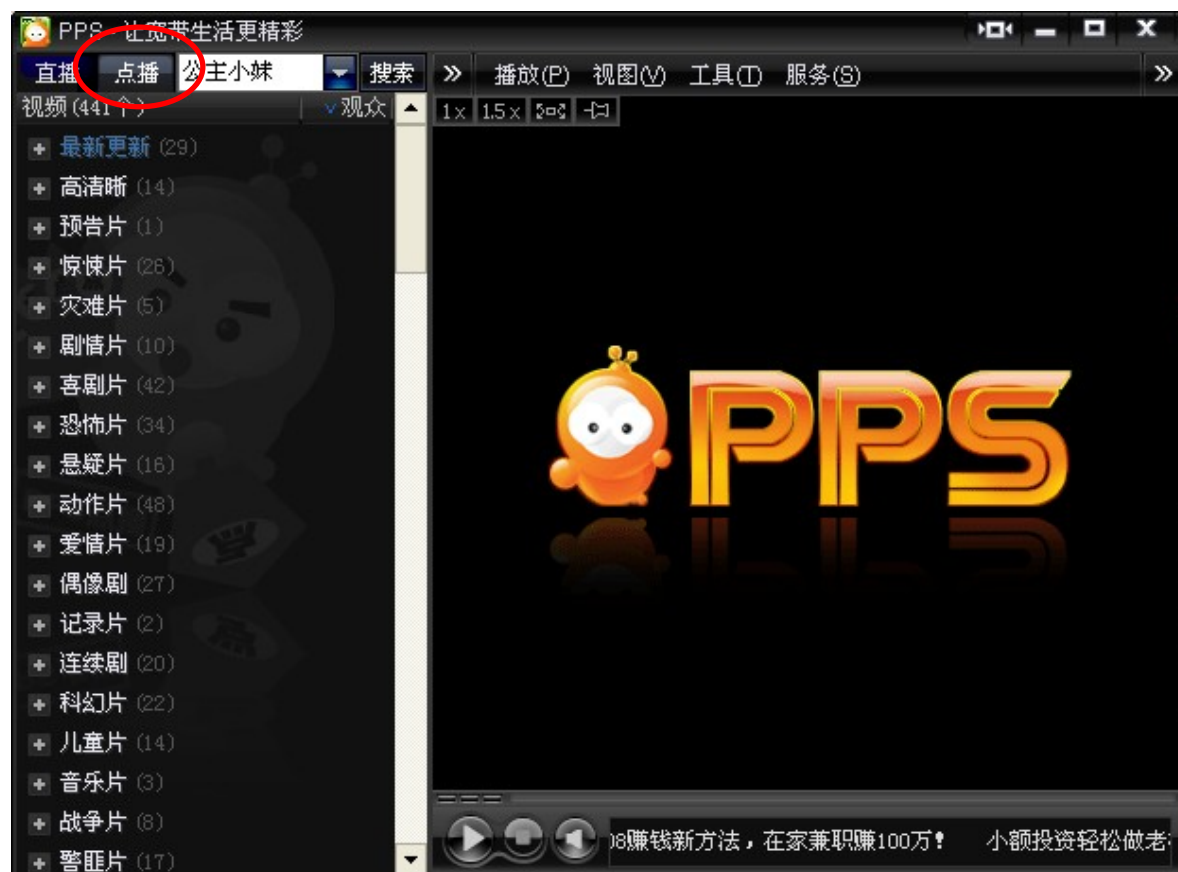 PPS - 让宽带生活更精彩
直播 点播 公主小妹 搜索 » 播放(P) 视图(V) 工具(T) 服务(S) »
视频(441个) 观众 1x 1.5x
最新更新 (29)
高清晰 (14)
预告片 (1)
惊悚片 (26)
灾难片 (5)
剧情片 (10)
喜剧片 (42)
恐怖片 (34)
悬疑片 (16)
动作片 (48)
爱情片 (19)
偶像剧 (27)
记录片 (2)
连续剧 (20)
科幻片 (22)
儿童片 (14)
音乐片 (3)
战争片 (8)
警匪片 (17)
PPS
08赚钱新方法，在家兼职赚100万！ 小额投资轻松做老